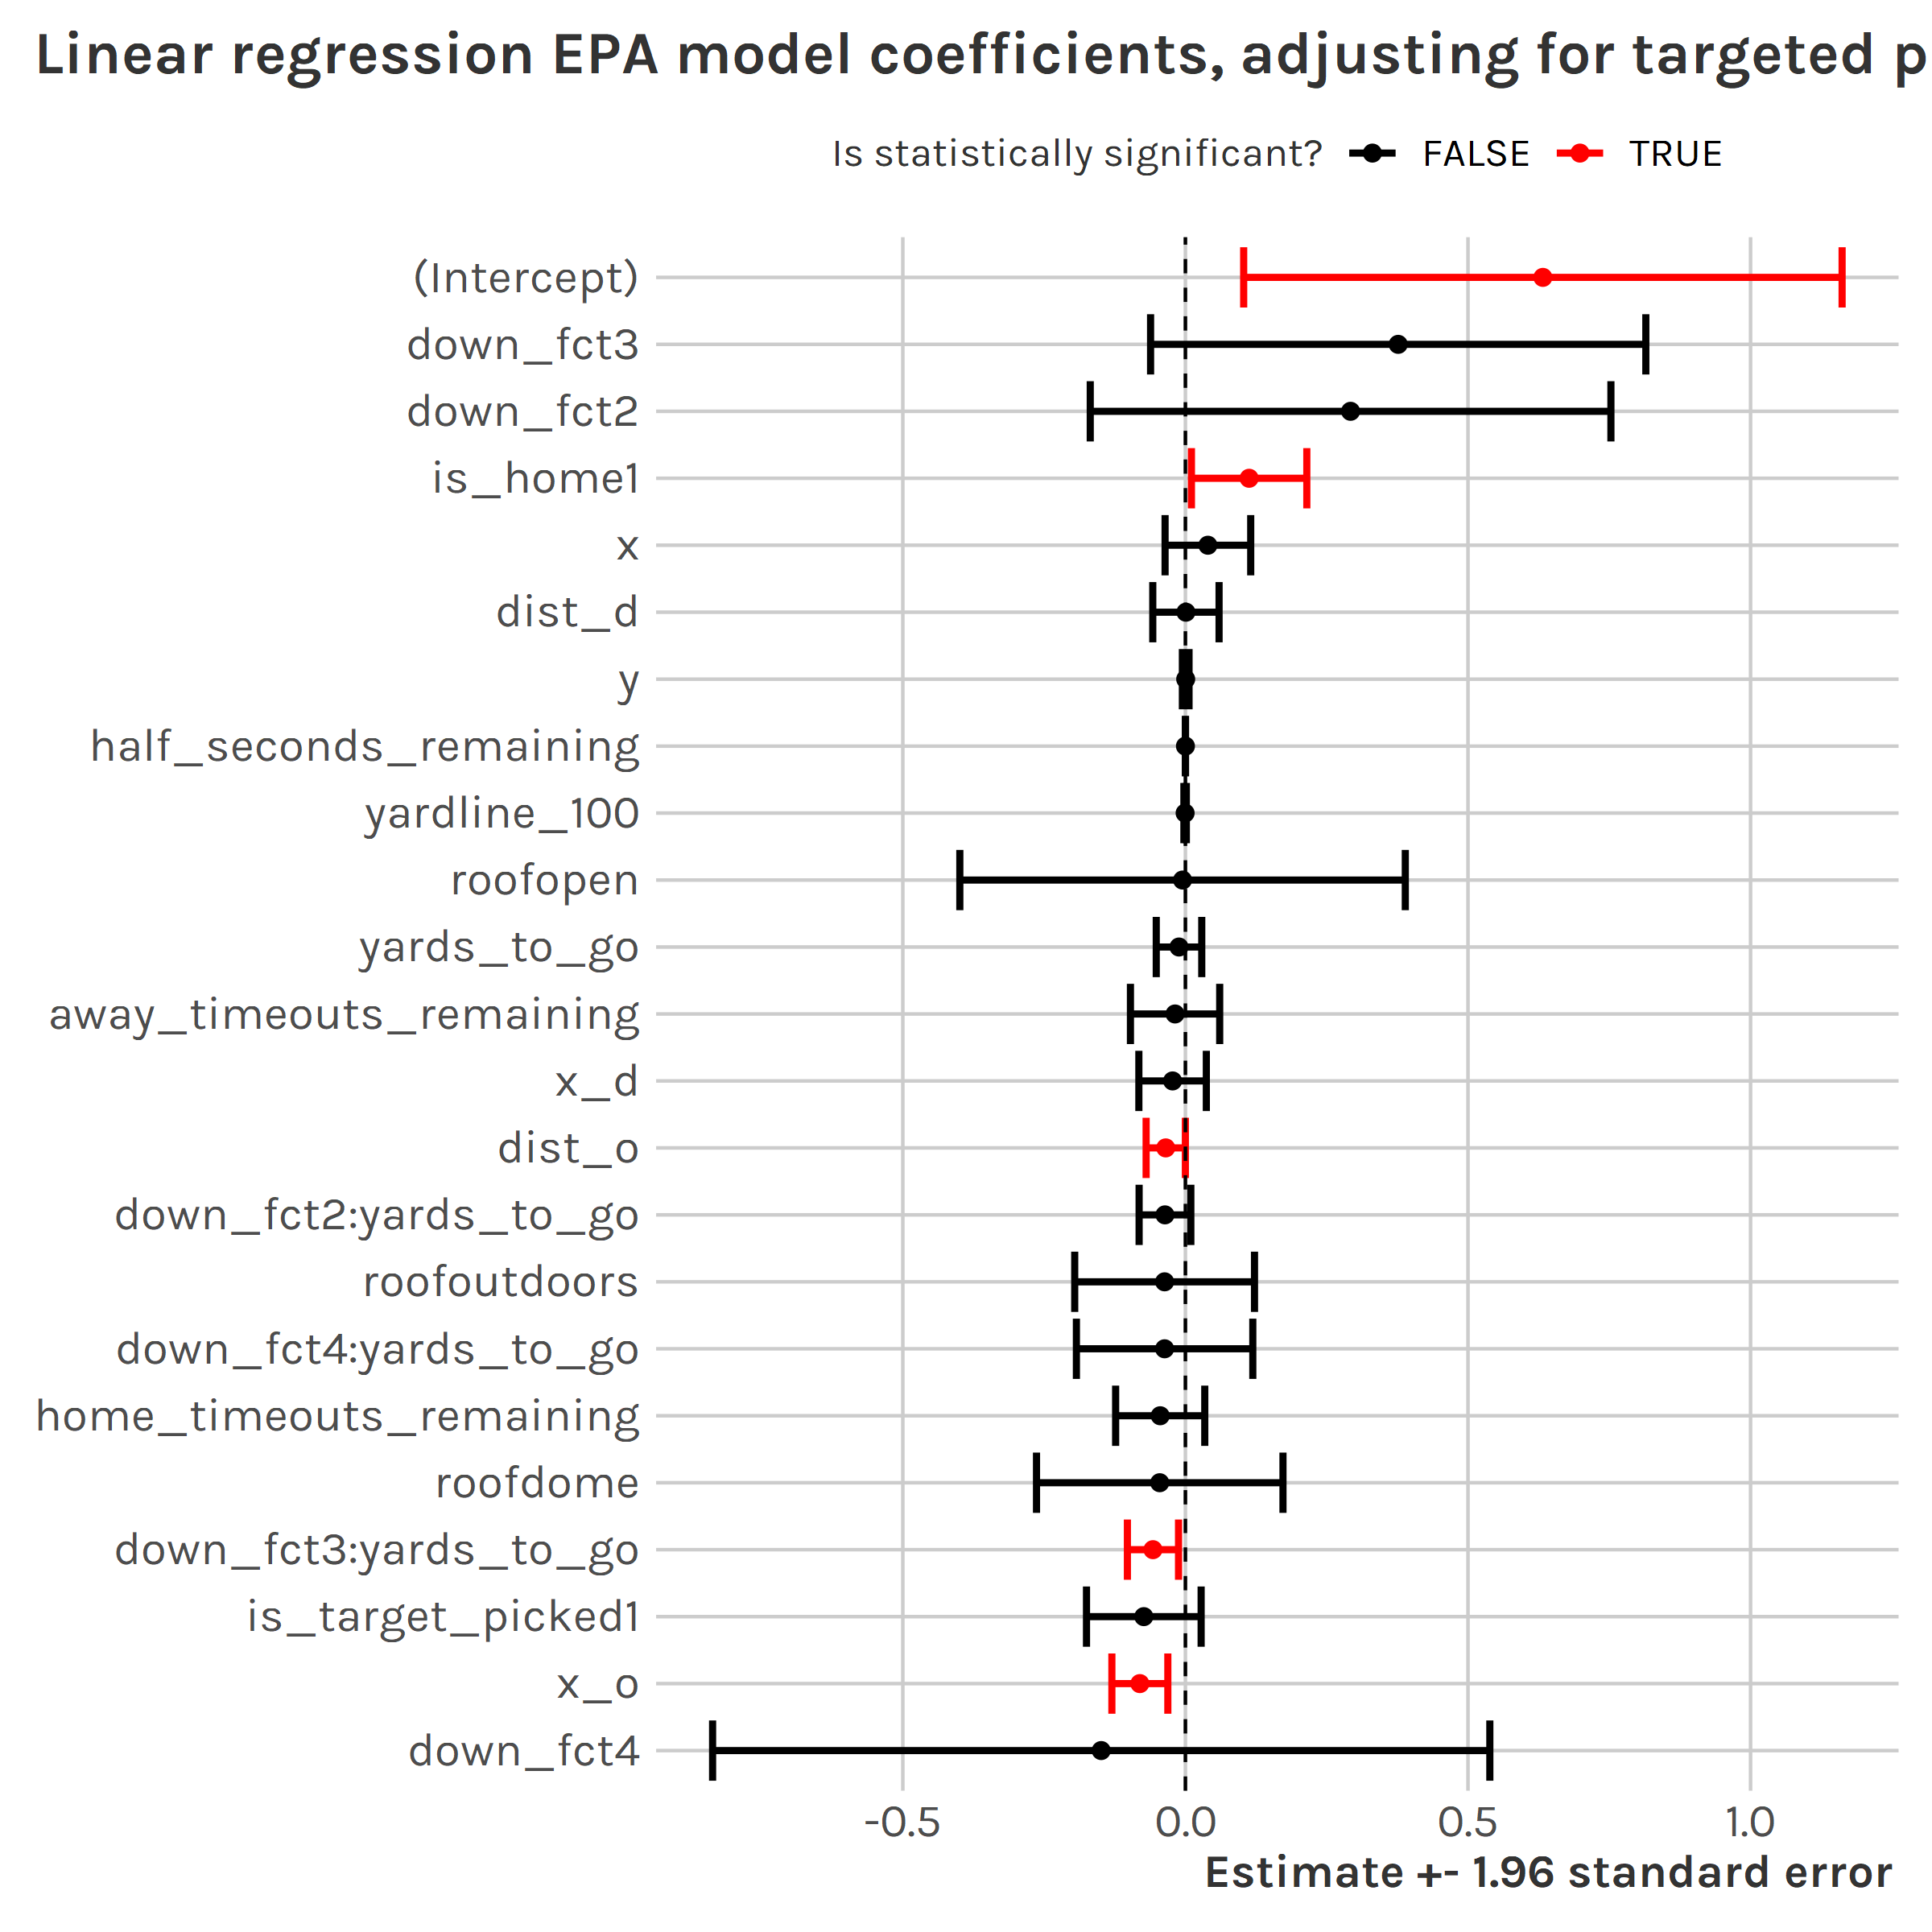 Linear regression EPA model coefficients, adjusting for targeted p
Is statistically significant? FALSE TRUE
(Intercept)
down_fct3
down_fct2
is_home1
x
dist_d
y
half_seconds_remaining
yardline_100
roofopen
yards_to_go
away_timeouts_remaining
x_d
dist_o
down_fct2:yards_to_go
roofoutdoors
down_fct4:yards_to_go
home_timeouts_remaining
roofdome
down_fct3:yards_to_go
is_target_picked1
x_o
down_fct4
-0.5 0.0 0.5 1.0
Estimate +- 1.96 standard error